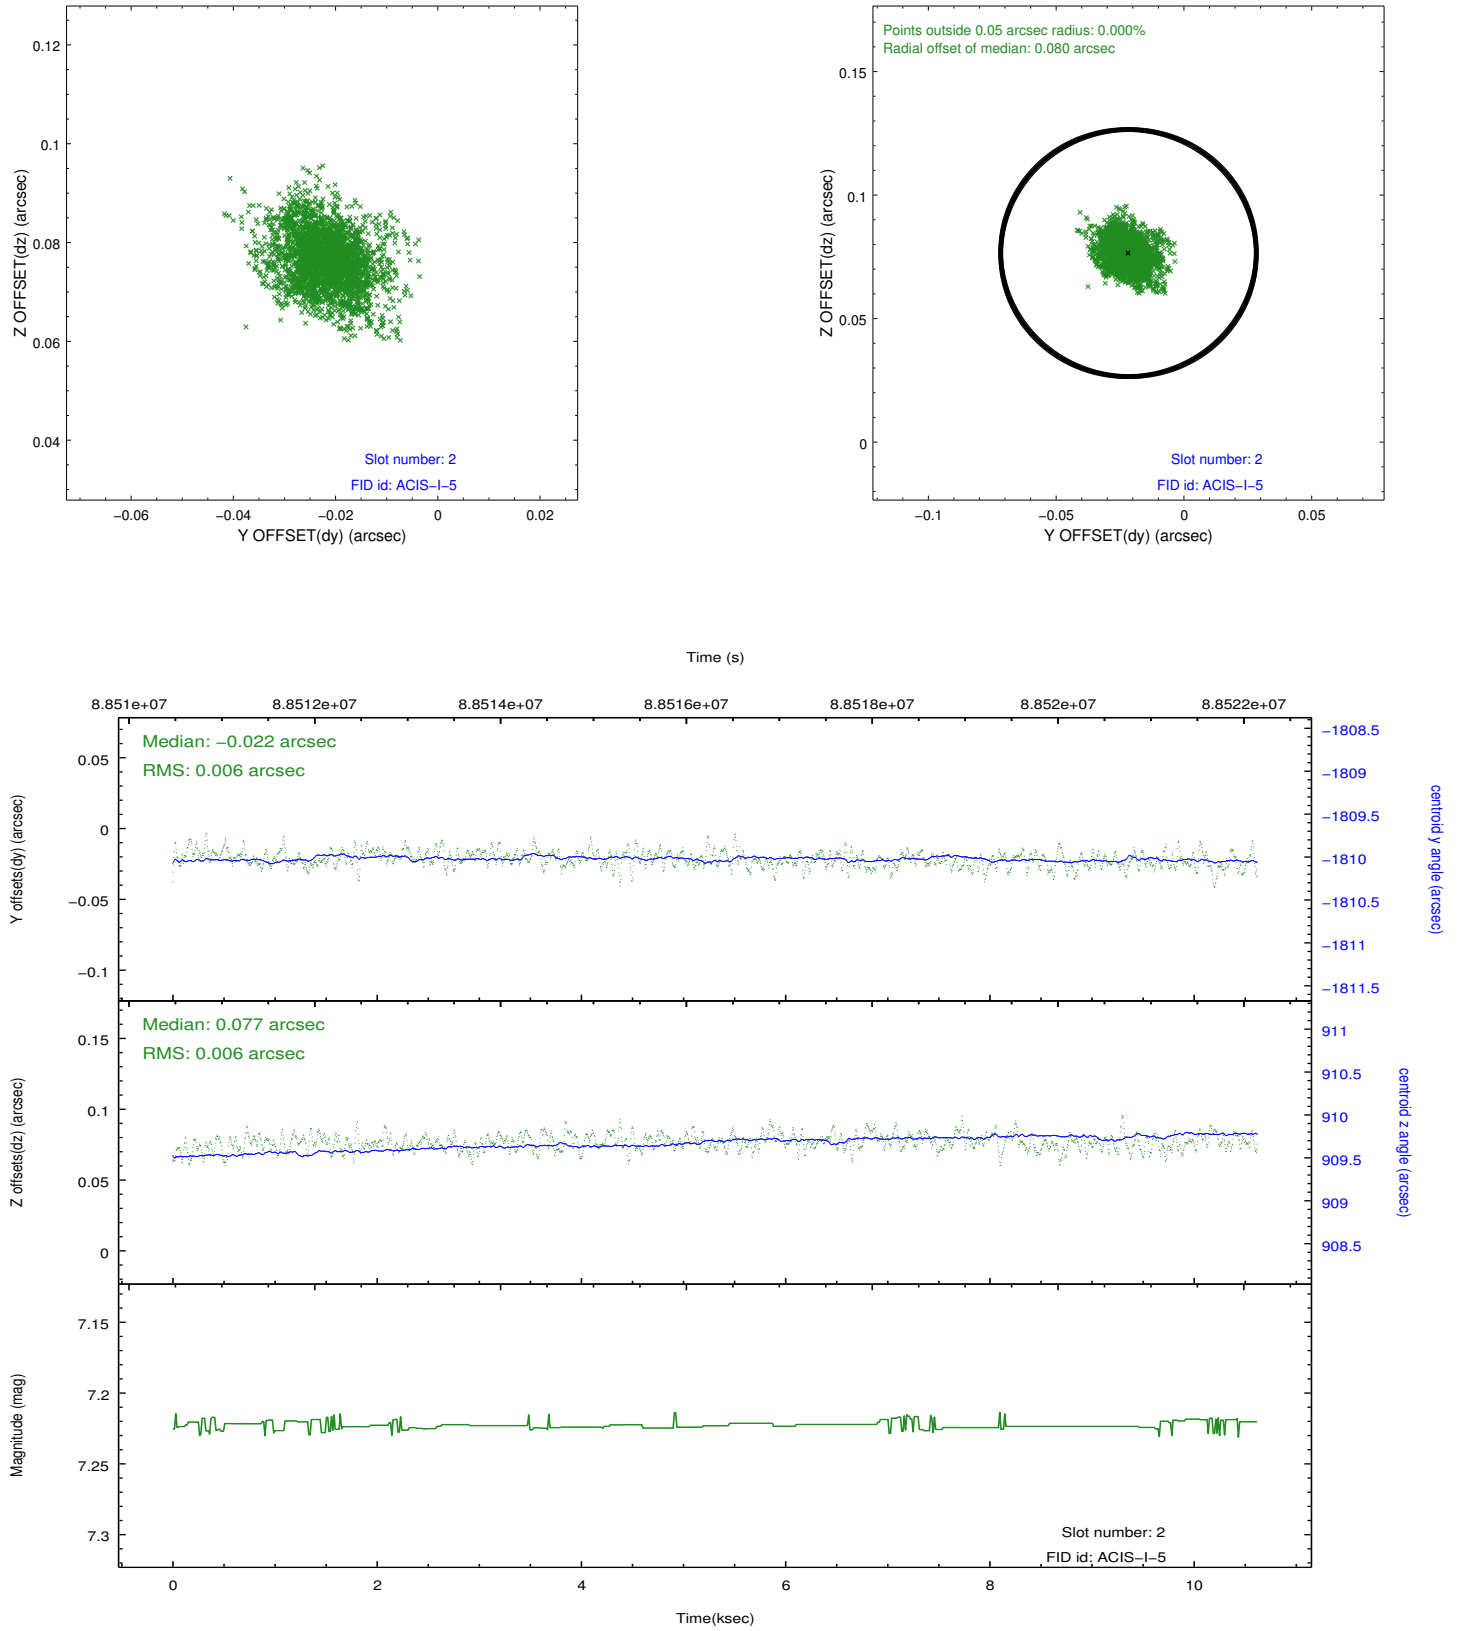 0.12
0.1
0.08
0.06
0.04
Z OFFSET(dz) (arcsec)
Slot number: 2
FID id: ACIS−I−5
−0.06 −0.04 −0.02 0 0.02
Y OFFSET(dy) (arcsec)
Points outside 0.05 arcsec radius: 0.000%
Radial offset of median: 0.080 arcsec
0.15
0.1
0.05
0
Z OFFSET(dz) (arcsec)
Slot number: 2
FID id: ACIS−I−5
−0.1 −0.05 0 0.05
Y OFFSET(dy) (arcsec)
Time (s)
8.851e+07 8.8512e+07 8.8514e+07 8.8516e+07 8.8518e+07 8.852e+07 8.8522e+07
Median: −0.022 arcsec
RMS: 0.006 arcsec
0.05
0
−0.05
−0.1
Y offsets(dy) (arcsec)
−1808.5
−1809
−1809.5
−1810
−1810.5
−1811
−1811.5
centroid y angle (arcsec)
Median: 0.077 arcsec
RMS: 0.006 arcsec
0.15
0.1
0.05
0
Z offsets(dz) (arcsec)
911
910.5
910
909.5
909
908.5
centroid z angle (arcsec)
7.15
7.2
7.25
7.3
Magnitude (mag)
Slot number: 2
FID id: ACIS−I−5
0 2 4 6 8 10
Time(ksec)